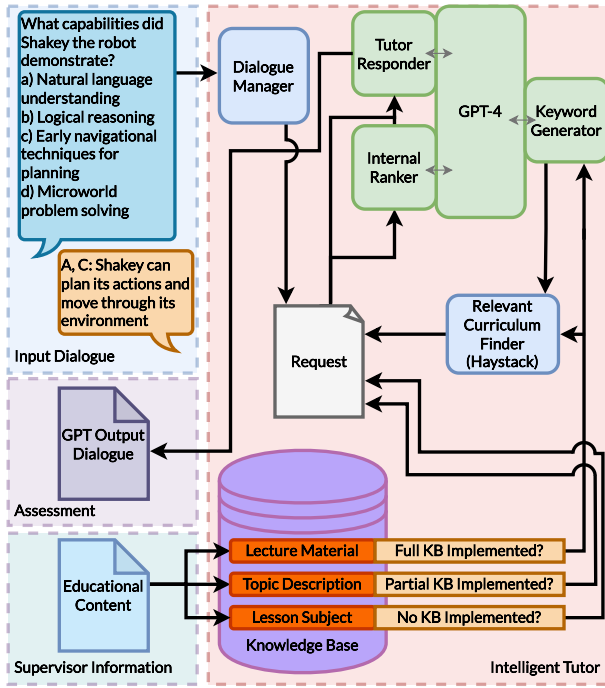 What capabilities did
Shakey the robot
demonstrate?
a) Natural language
understanding
b) Logical reasoning
c) Early navigational
techniques for
planning
d) Microworld
problem solving
A, C: Shakey can
plan its actions and
move through its
environment
Input Dialogue
GPT Output
Dialogue
Assessment
Educational
Content
Supervisor Information
Dialogue
Manager
Tutor
Responder
Internal
Ranker
GPT-4
Keyword
Generator
Request
Relevant
Curriculum
Finder
(Haystack)
Lecture Material
Full KB Implemented?
Topic Description
Partial KB Implemented?
Lesson Subject
No KB Implemented?
Knowledge Base
Intelligent Tutor